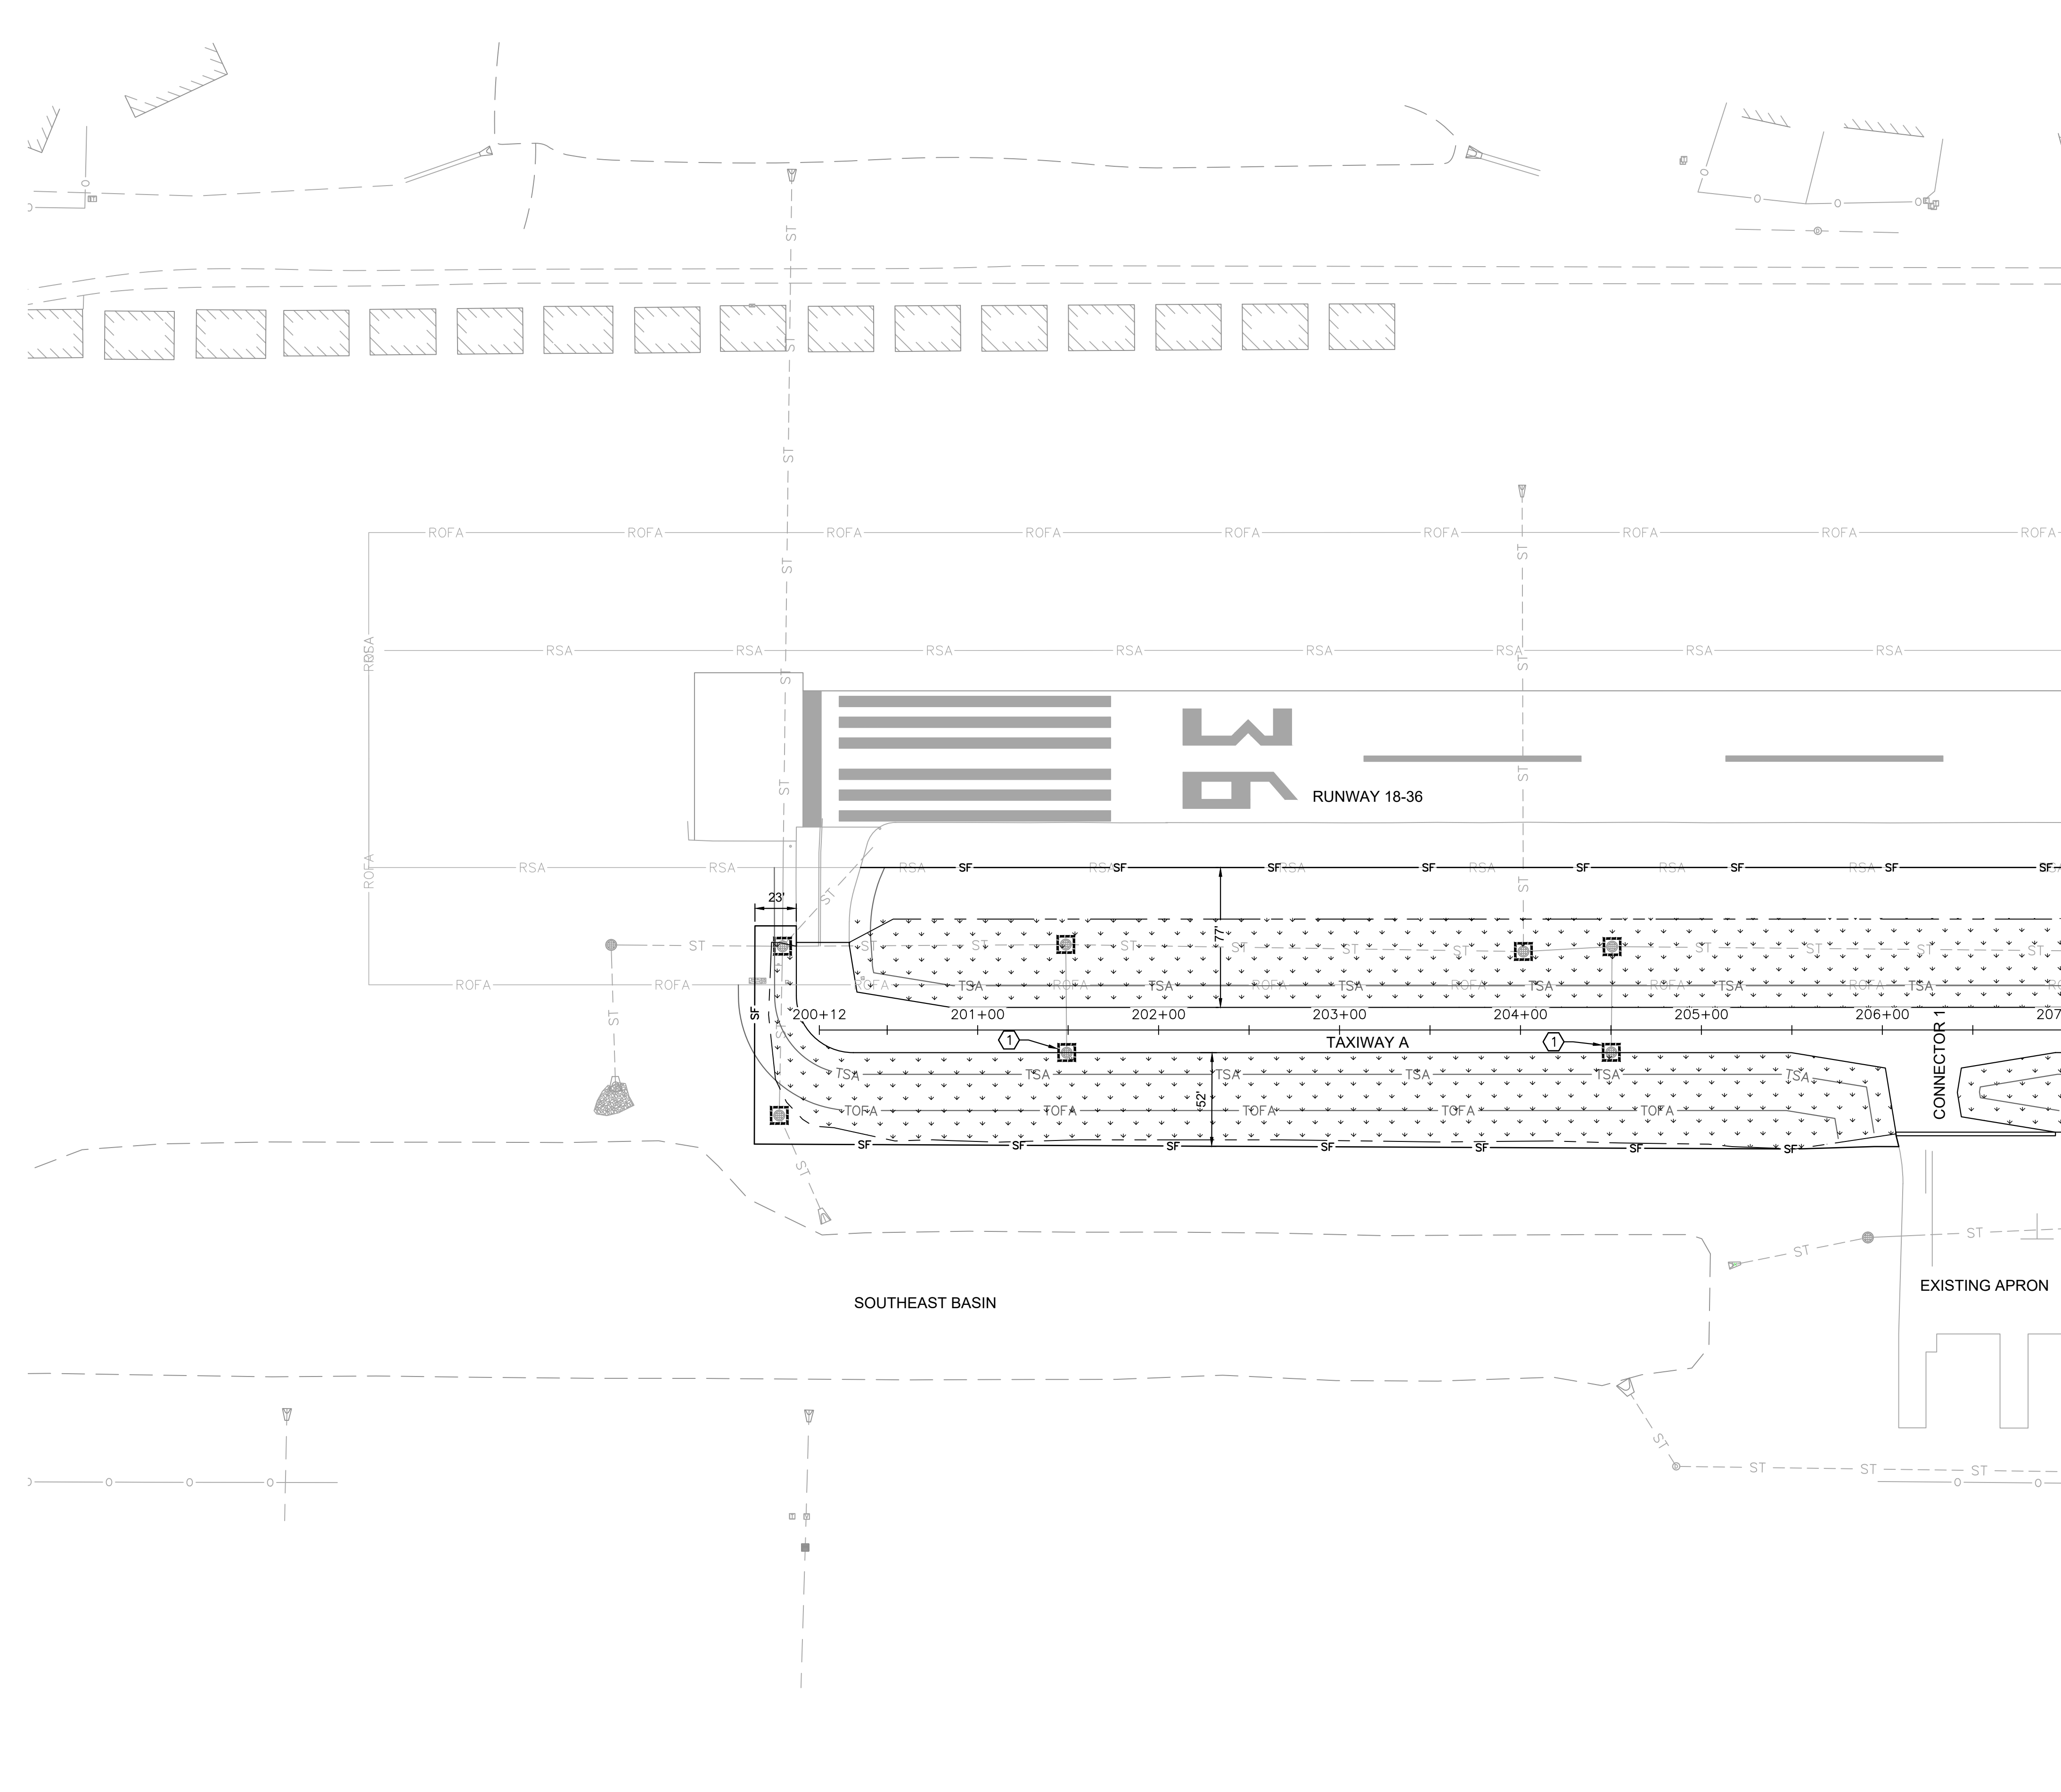 ST
ST
ROFA ROFA ROFA ROFA ROFA ROFA ROFA ROFA ROFA
ST
ST ST
RSA RSA RSA RSA RSA RSA RSA RSA RSA
ST ST
36
ST ST
RUNWAY 18-36
RSA RSA SF RSA SF RSA SF RSA SF RSA SF RSA SF RSA SF SF
ROFA
23'
ST
ST
77'
ST ST ST ST ST ST ST ST ST ST ST
ROFA ROFA ROFA ROFA ROFA ROFA ROFA ROFA
TSA TSA TSA TSA TSA TSA
SF
200+12 201+00 202+00 203+00 204+00 205+00 206+00 207
ST
ST
1 1
TAXIWAY A
CONNECTOR 1
TSA TSA TSA TSA TSA TSA
52'
TOFA TOFA TOFA TOFA TOFA
SF SF SF SF SF SF SF
ST
ST ST
EXISTING APRON
SOUTHEAST BASIN
ST
ST ST ST